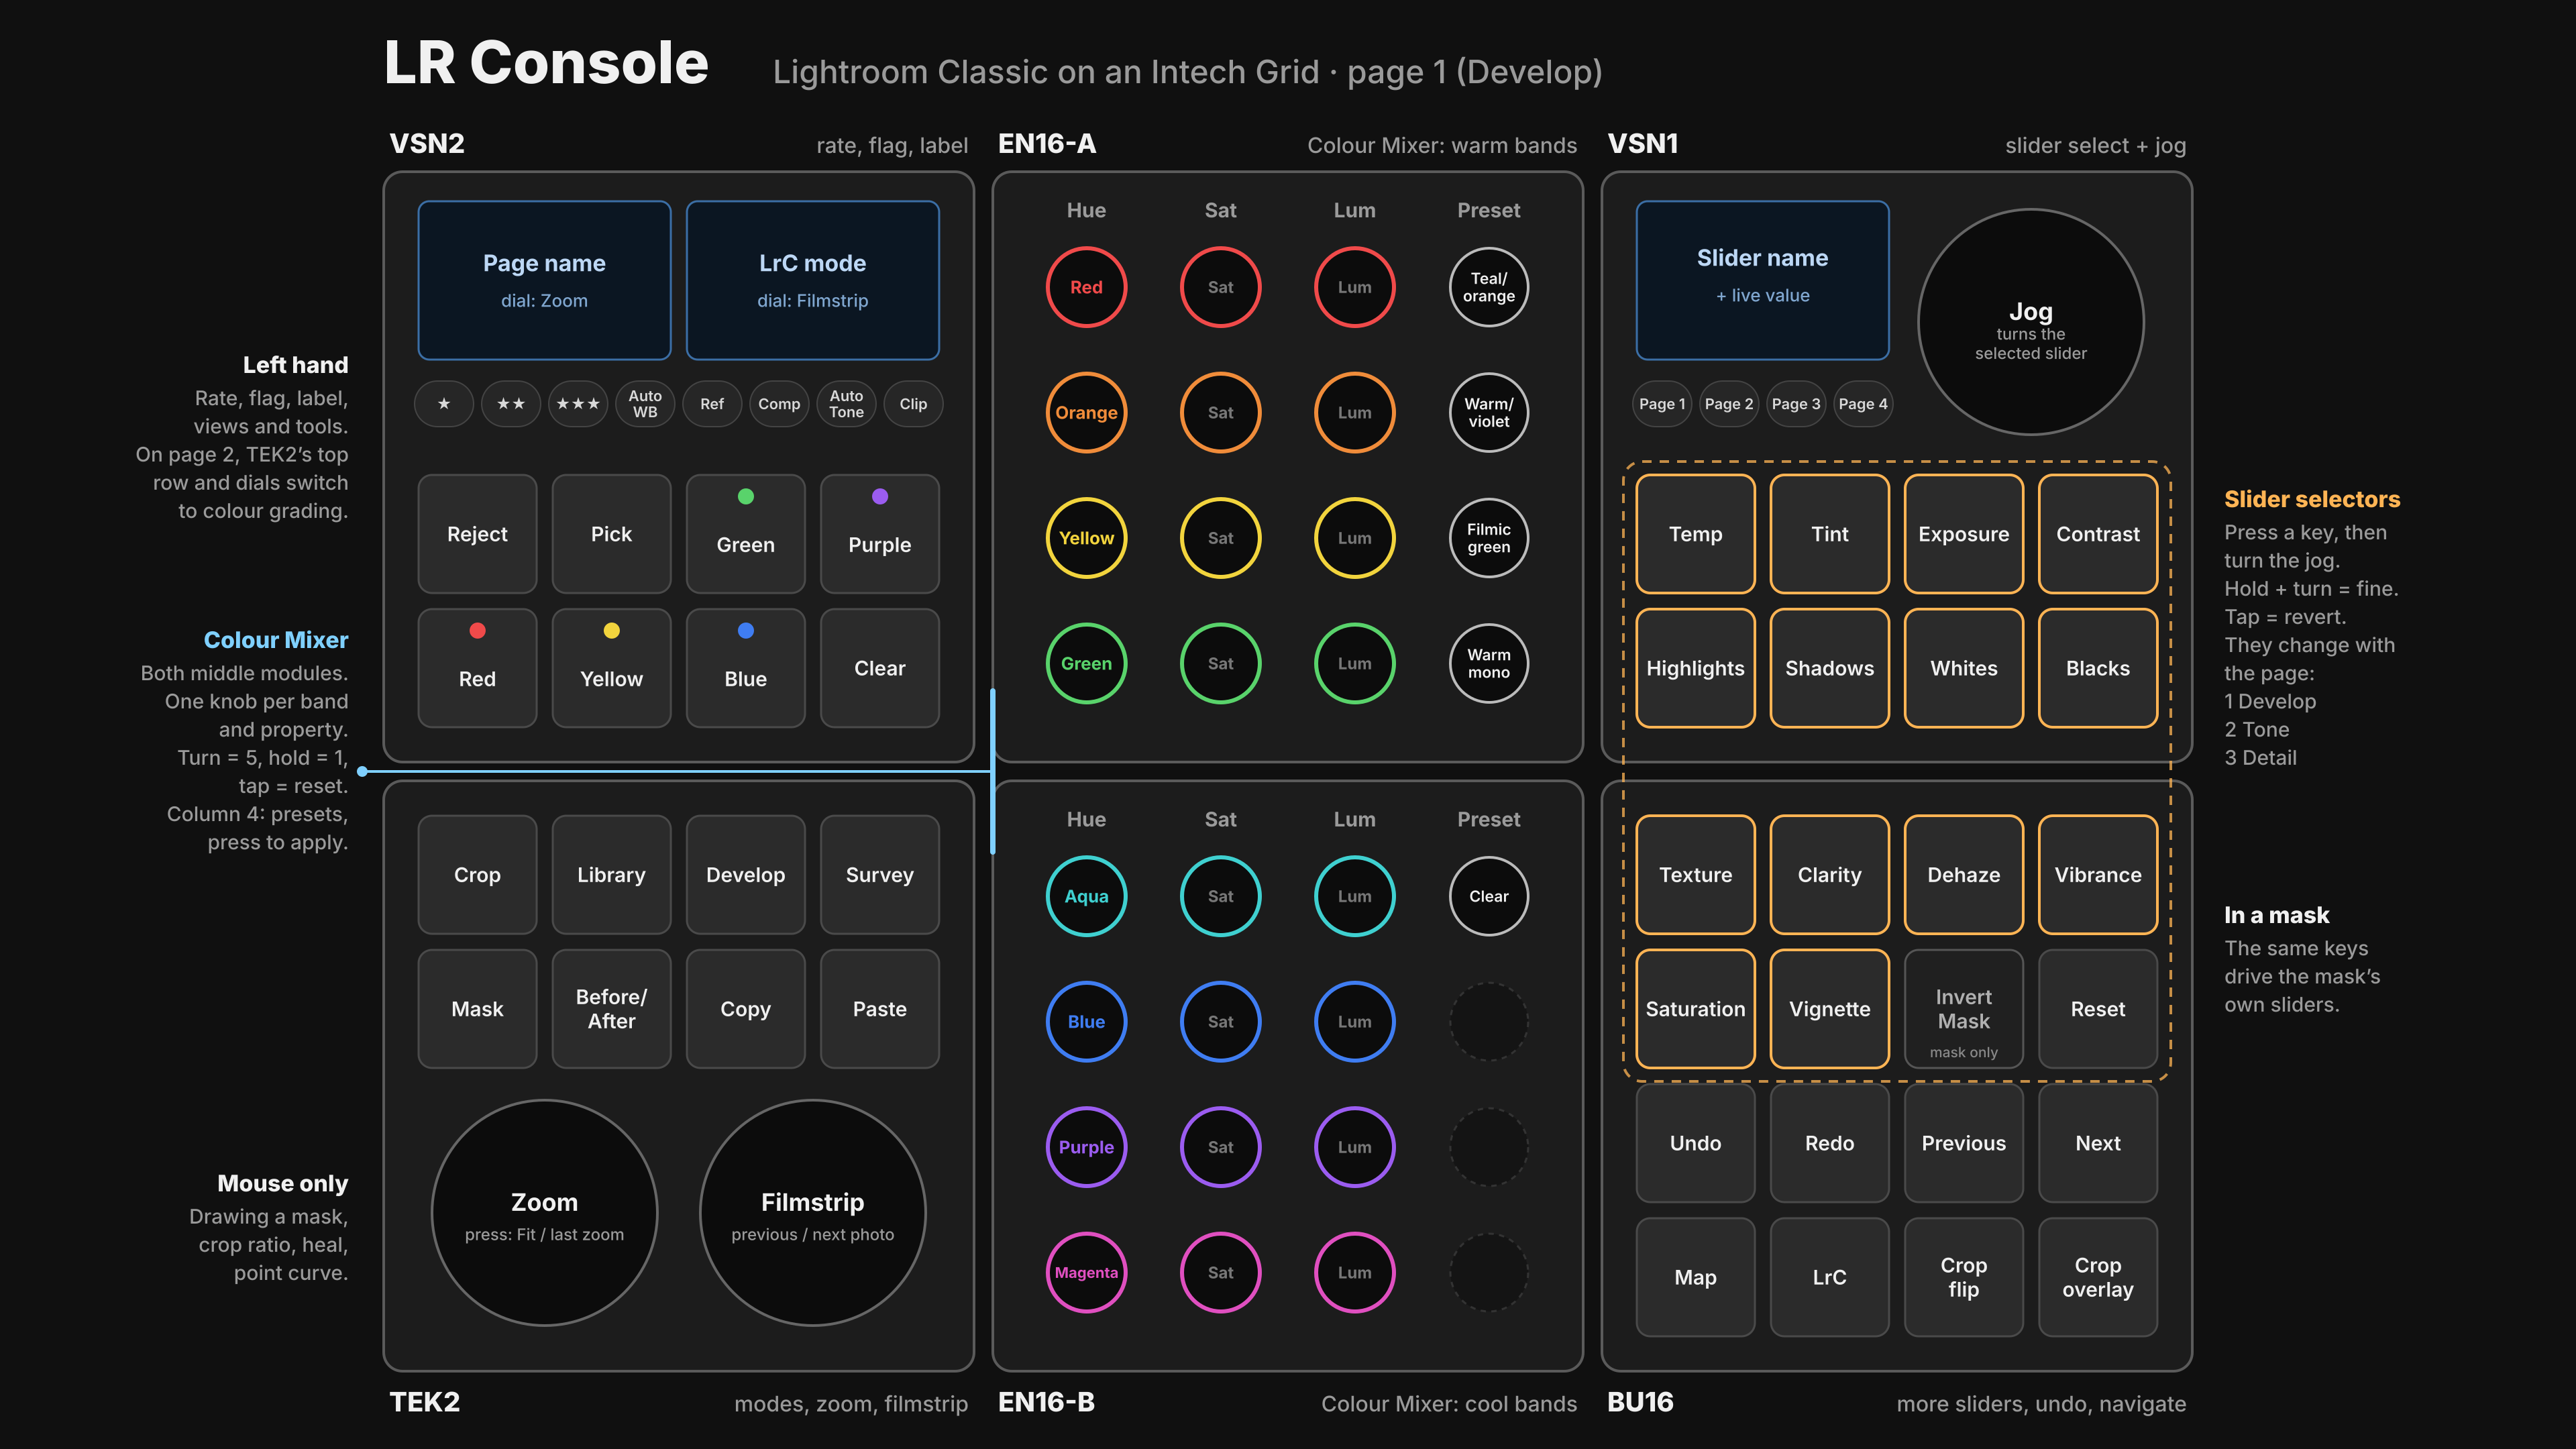 LR Console
Lightroom Classic on an Intech Grid · page 1 (Develop)
VSN2
rate, flag, label
Page name
dial: Zoom
LrC mode
dial: Filmstrip
★
★★
★★★
Auto
WB
Ref
Comp
Auto
Tone
Clip
Reject
Pick
Green
Purple
Red
Yellow
Blue
Clear
EN16-A
Colour Mixer: warm bands
Hue
Sat
Lum
Preset
Red
Sat
Lum
Teal/
orange
Orange
Sat
Lum
Warm/
violet
Yellow
Sat
Lum
Filmic
green
Green
Sat
Lum
Warm
mono
VSN1
slider select + jog
Slider name
+ live value
Jog
turns the
selected slider
Page 1
Page 2
Page 3
Page 4
Temp
Tint
Exposure
Contrast
Highlights
Shadows
Whites
Blacks
Left hand
Rate, flag, label,
views and tools.
On page 2, TEK2’s top
row and dials switch
to colour grading.
Colour Mixer
Both middle modules.
One knob per band
and property.
Turn = 5, hold = 1,
tap = reset.
Column 4: presets,
press to apply.
Mouse only
Drawing a mask,
crop ratio, heal,
point curve.
Crop
Library
Develop
Survey
Mask
Before/
After
Copy
Paste
Zoom
press: Fit / last zoom
Filmstrip
previous / next photo
TEK2
modes, zoom, filmstrip
Hue
Sat
Lum
Preset
Aqua
Sat
Lum
Clear
Blue
Sat
Lum
Purple
Sat
Lum
Magenta
Sat
Lum
EN16-B
Colour Mixer: cool bands
Texture
Clarity
Dehaze
Vibrance
Saturation
Vignette
Invert
Mask
mask only
Reset
Undo
Redo
Previous
Next
Map
LrC
Crop
flip
Crop
overlay
BU16
more sliders, undo, navigate
Slider selectors
Press a key, then
turn the jog.
Hold + turn = fine.
Tap = revert.
They change with
the page:
1 Develop
2 Tone
3 Detail
In a mask
The same keys
drive the mask’s
own sliders.